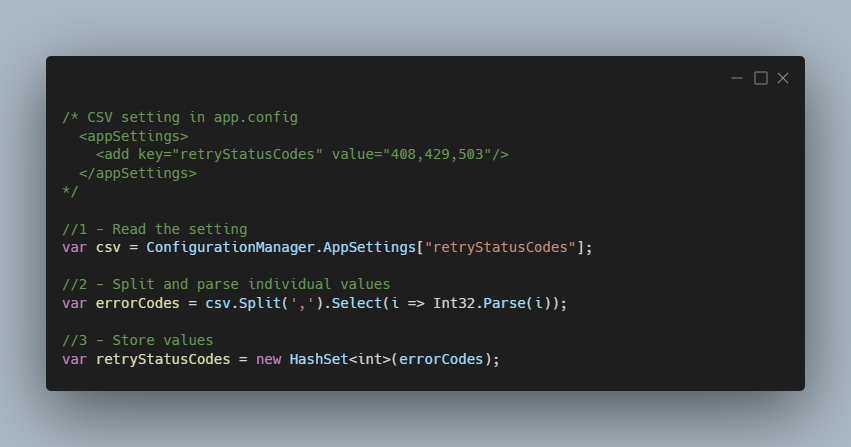 /* CSV setting in app.config
<appSettings>
<add key="retryStatusCodes" value="408,429,503"/>
</appSettings>
*/
//1 - Read the setting
var csv = ConfigurationManager.AppSettings["retryStatusCodes"];
//2 - Split and parse individual values
var errorCodes = csv.Split(',').Select(i => Int32.Parse(i));
//3 - Store values
var retryStatusCodes = new HashSet<int>(errorCodes);